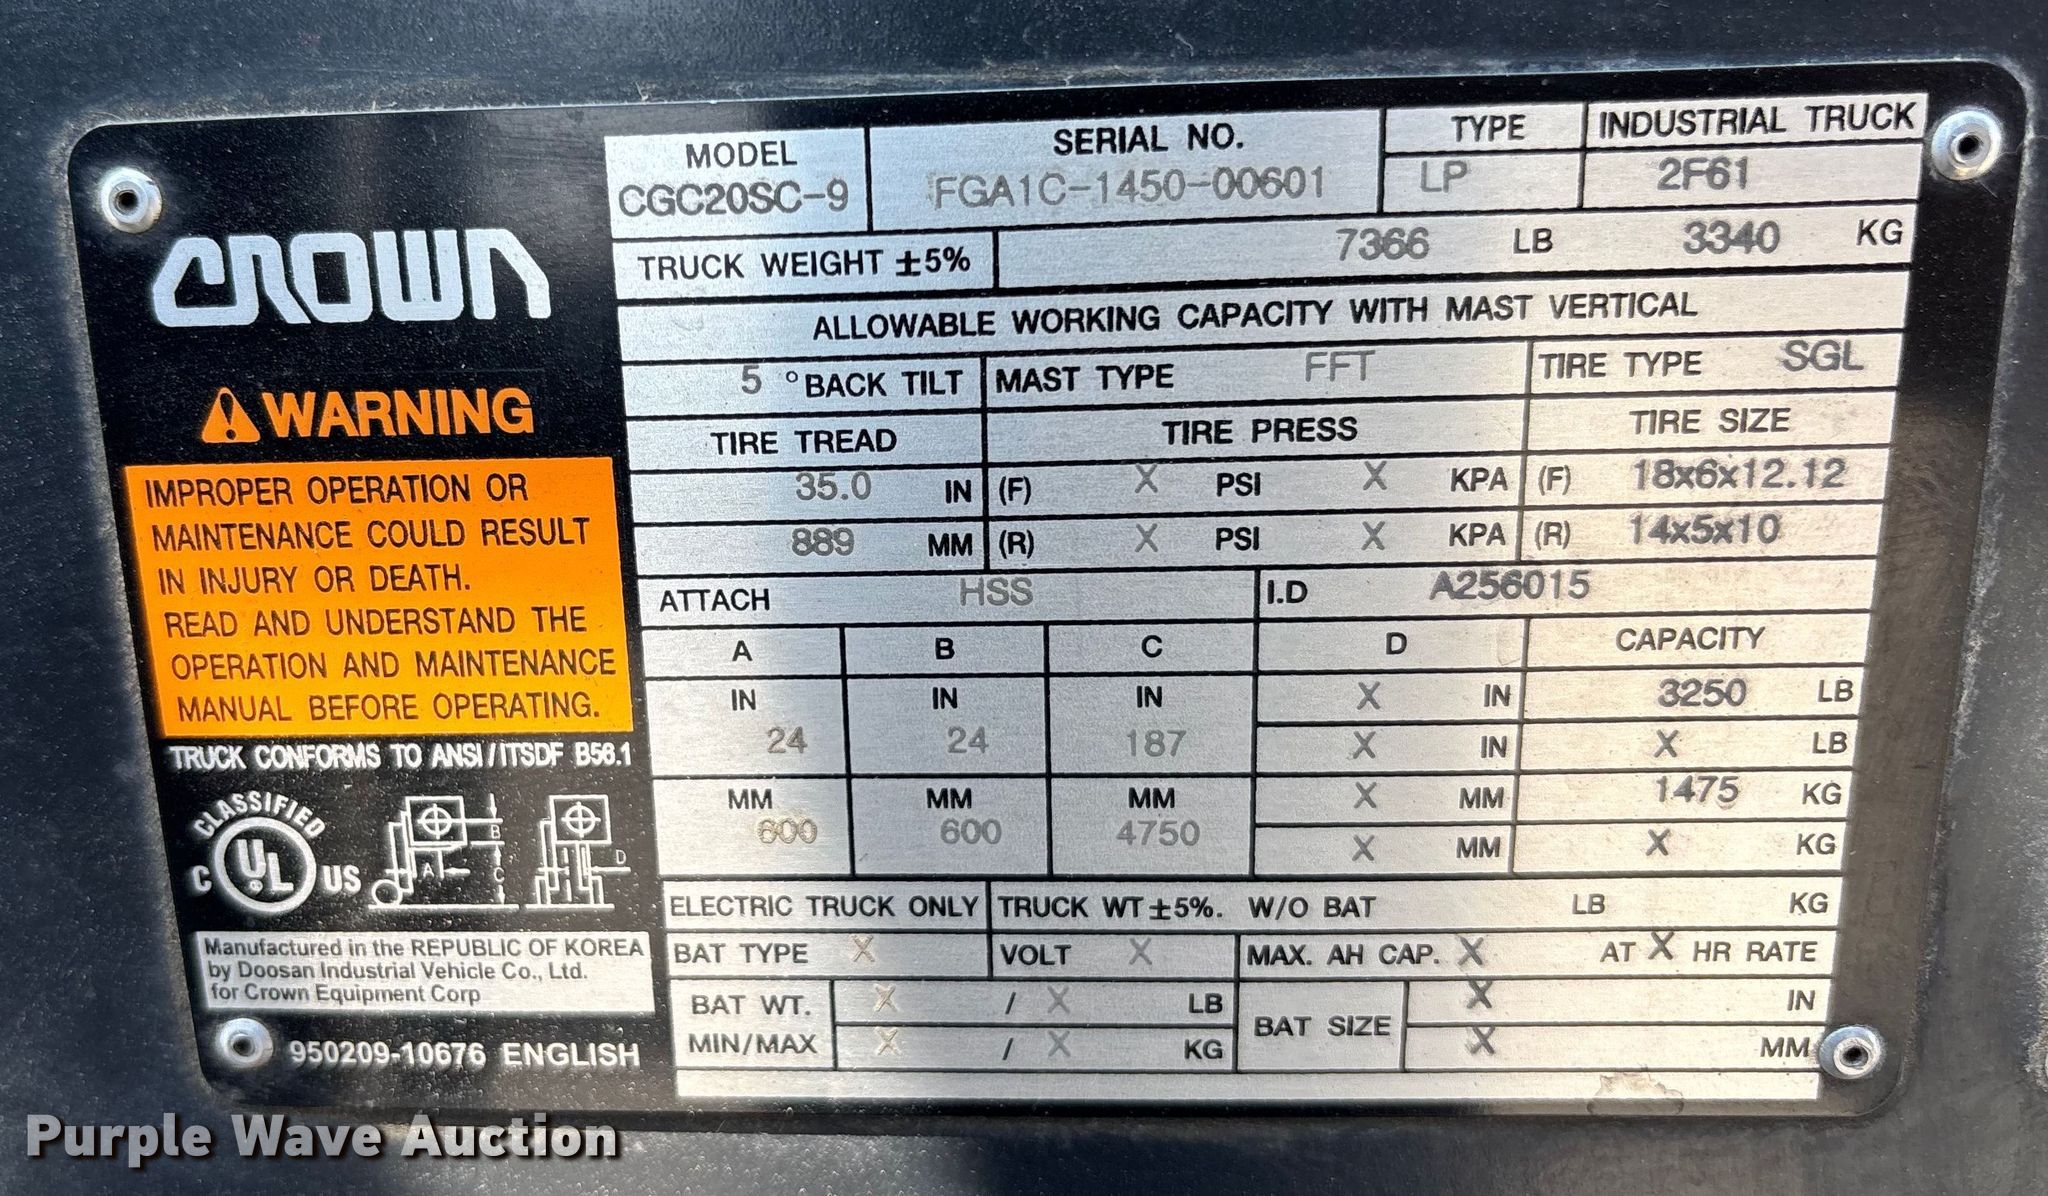 CROWN
WARNING
IMPROPER OPERATION OR
MAINTENANCE COULD RESULT
IN INJURY OR DEATH.
READ AND UNDERSTAND THE
OPERATION AND MAINTENANCE
MANUAL BEFORE OPERATING.
TRUCK CONFORMS TO ANSI/ITSDF B56.1
CLASSIFIED
C UL US
A B C D
Manufactured in the REPUBLIC OF KOREA
by Doosan Industrial Vehicle Co., Ltd.
for Crown Equipment Corp
950209-10676 ENGLISH
MODEL SERIAL NO. TYPE INDUSTRIAL TRUCK
CGC20SC-9 FGA1C-1450-00601 LP 2F61
TRUCK WEIGHT ±5% 7366 LB 3340 KG
ALLOWABLE WORKING CAPACITY WITH MAST VERTICAL
5 °BACK TILT MAST TYPE FFT TIRE TYPE SGL
TIRE TREAD TIRE PRESS TIRE SIZE
35.0 IN (F) X PSI X KPA (F) 18x6x12.12
889 MM (R) X PSI X KPA (R) 14x5x10
ATTACH HSS I.D A256015
A B C D CAPACITY
IN IN IN X IN 3250 LB
24 24 187 X IN X LB
MM MM MM X MM 1475 KG
600 600 4750 X MM X KG
ELECTRIC TRUCK ONLY TRUCK WT ±5%. W/O BAT LB KG
BAT TYPE X VOLT X MAX. AH CAP. X AT X HR RATE
BAT WT. X / X LB BAT SIZE X IN
MIN/MAX X / X KG X MM
Purple Wave Auction